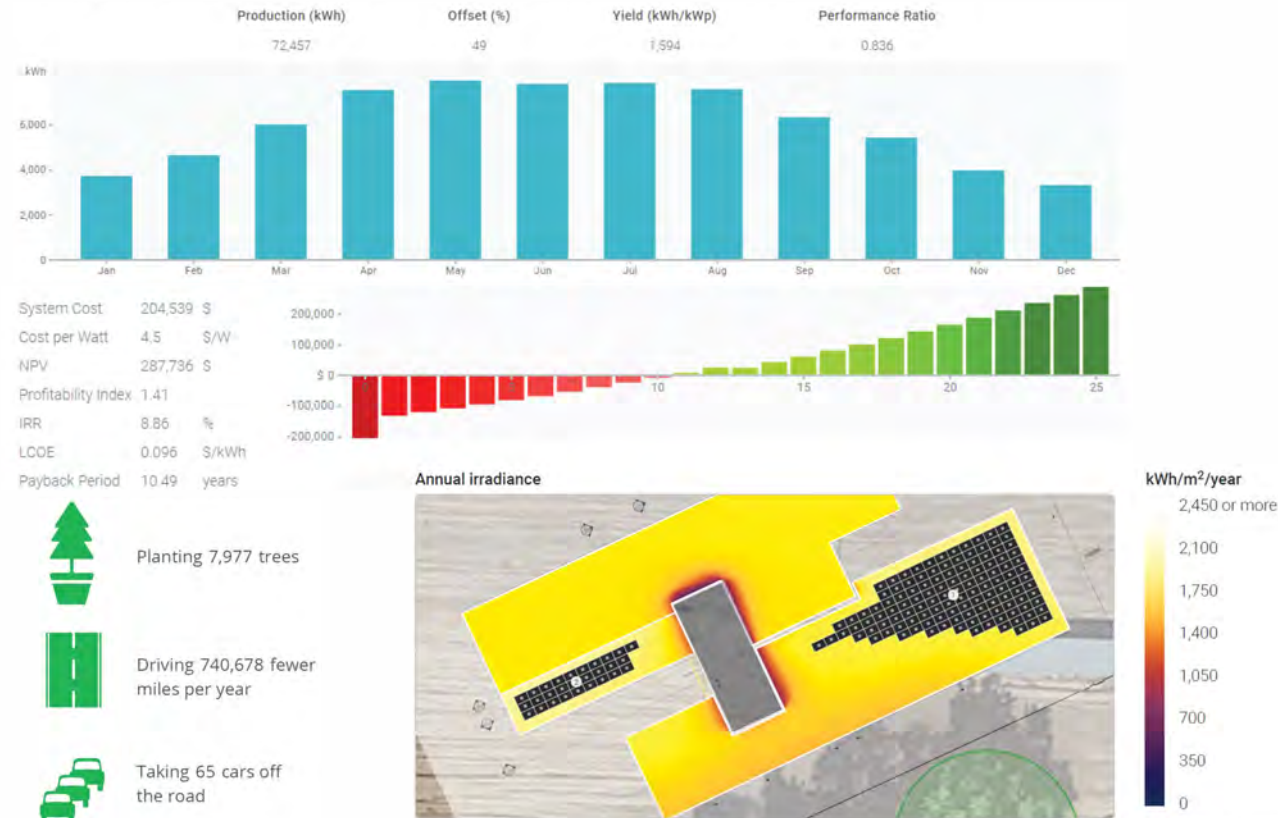 Production (kWh) Offset (%) Yield (kWh/kWp) Performance Ratio
72,457 49 1,594 0.836
kWh
6,000
4,000
2,000
0
Jan Feb Mar Apr May Jun Jul Aug Sep Oct Nov Dec
System Cost 204,539 $
Cost per Watt 4.5 $/W
NPV 287,736 $
Profitability Index 1.41
IRR 8.86 %
LCOE 0.096 $/kWh
Payback Period 10.49 years
200,000
100,000
$ 0
-100,000
-200,000
10 15 20 25
Planting 7,977 trees
Driving 740,678 fewer
miles per year
Taking 65 cars off
the road
Annual irradiance
kWh/m²/year
2,450 or more
2,100
1,750
1,400
1,050
700
350
0